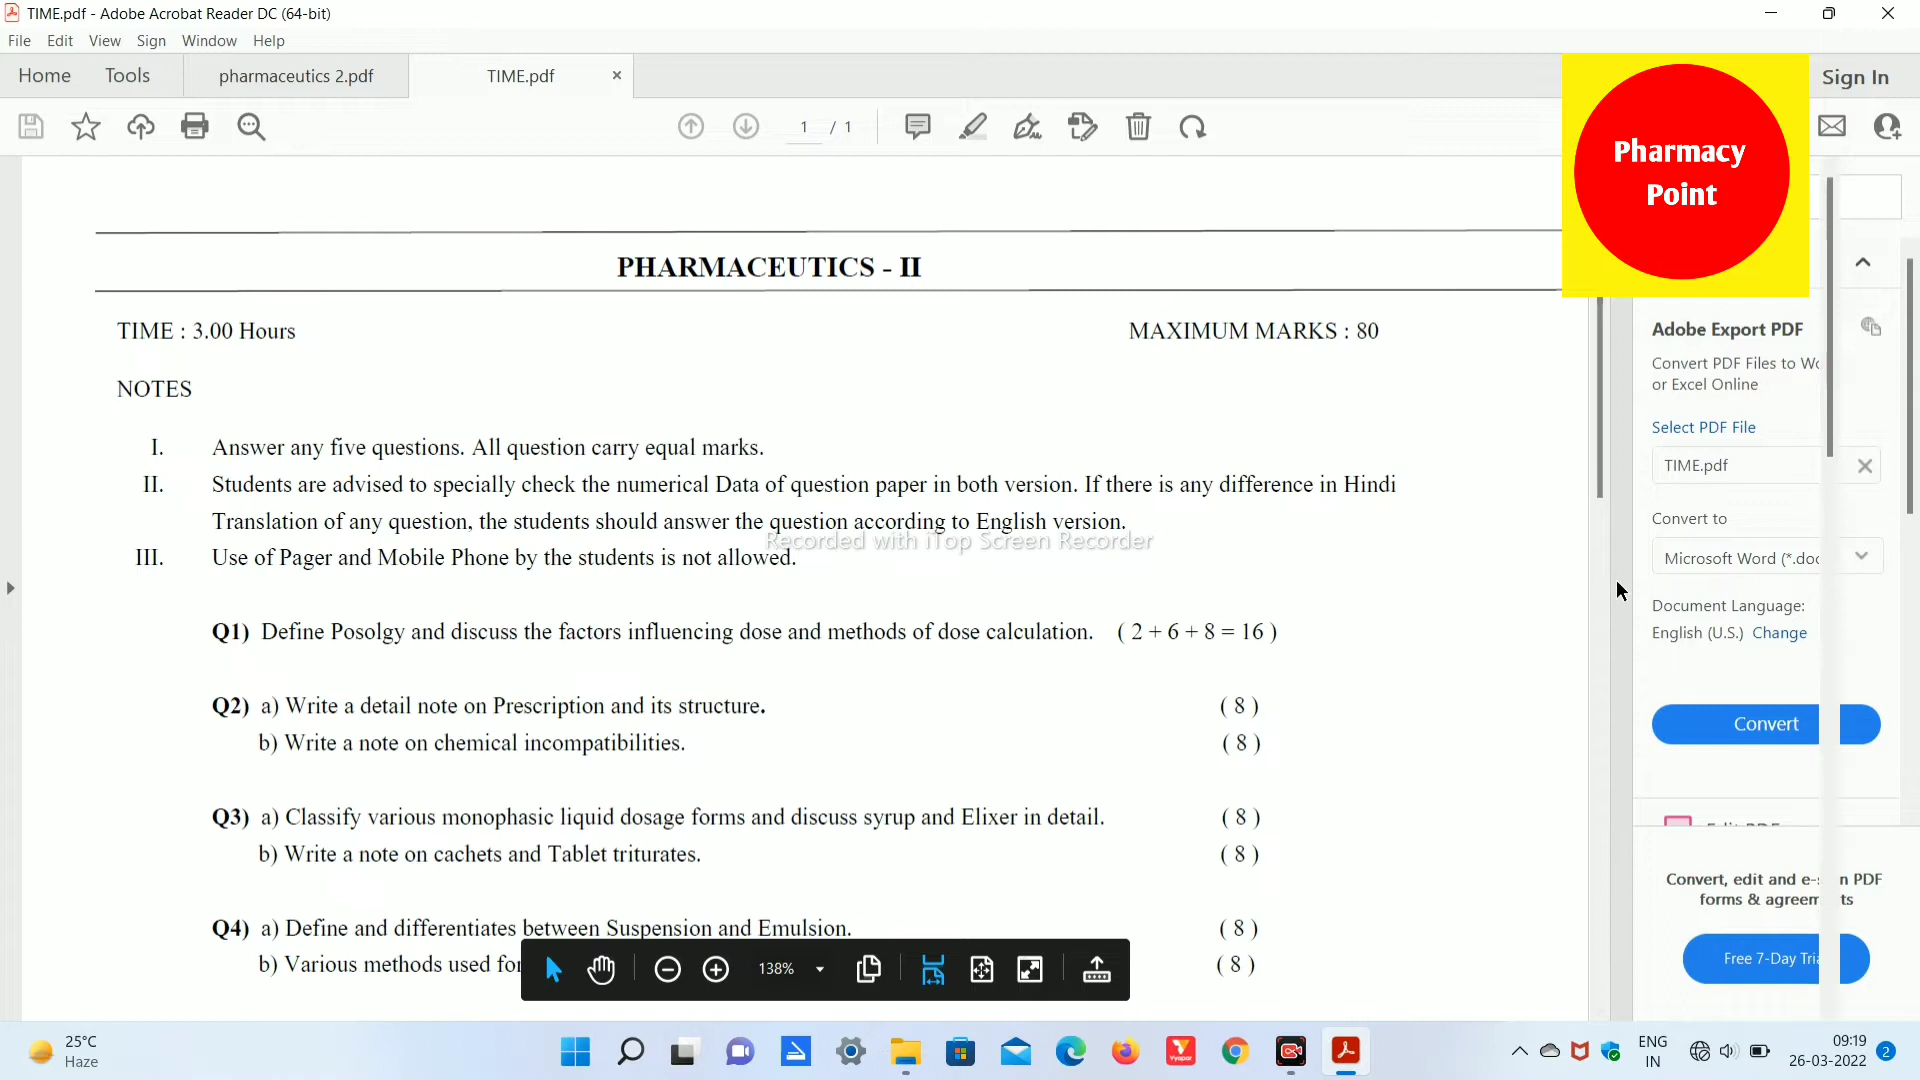 TIME.pdf - Adobe Acrobat Reader DC (64-bit)
File Edit View Sign Window Help
Home Tools pharmaceutics 2.pdf TIME.pdf × Sign In
1 / 1
Pharmacy
Point
PHARMACEUTICS - II
TIME : 3.00 Hours MAXIMUM MARKS : 80
NOTES
I. Answer any five questions. All question carry equal marks.
II. Students are advised to specially check the numerical Data of question paper in both version. If there is any difference in Hindi
Translation of any question, the students should answer the question according to English version.
Recorded with iTop Screen Recorder
III. Use of Pager and Mobile Phone by the students is not allowed.
Q1) Define Posolgy and discuss the factors influencing dose and methods of dose calculation. ( 2 + 6 + 8 = 16 )
Q2) a) Write a detail note on Prescription and its structure. ( 8 )
b) Write a note on chemical incompatibilities. ( 8 )
Q3) a) Classify various monophasic liquid dosage forms and discuss syrup and Elixer in detail. ( 8 )
b) Write a note on cachets and Tablet triturates. ( 8 )
Q4) a) Define and differentiates between Suspension and Emulsion. ( 8 )
b) Various methods used for ( 8 )
138%
Adobe Export PDF
Convert PDF Files to Wo
or Excel Online
Select PDF File
TIME.pdf
Convert to
Microsoft Word (*.doc
Document Language:
English (U.S.) Change
Convert
Convert, edit and e-s n PDF
forms & agreem ts
Free 7-Day Tria
25°C
Haze
Vyapar
ENG
IN
09:19
26-03-2022
2